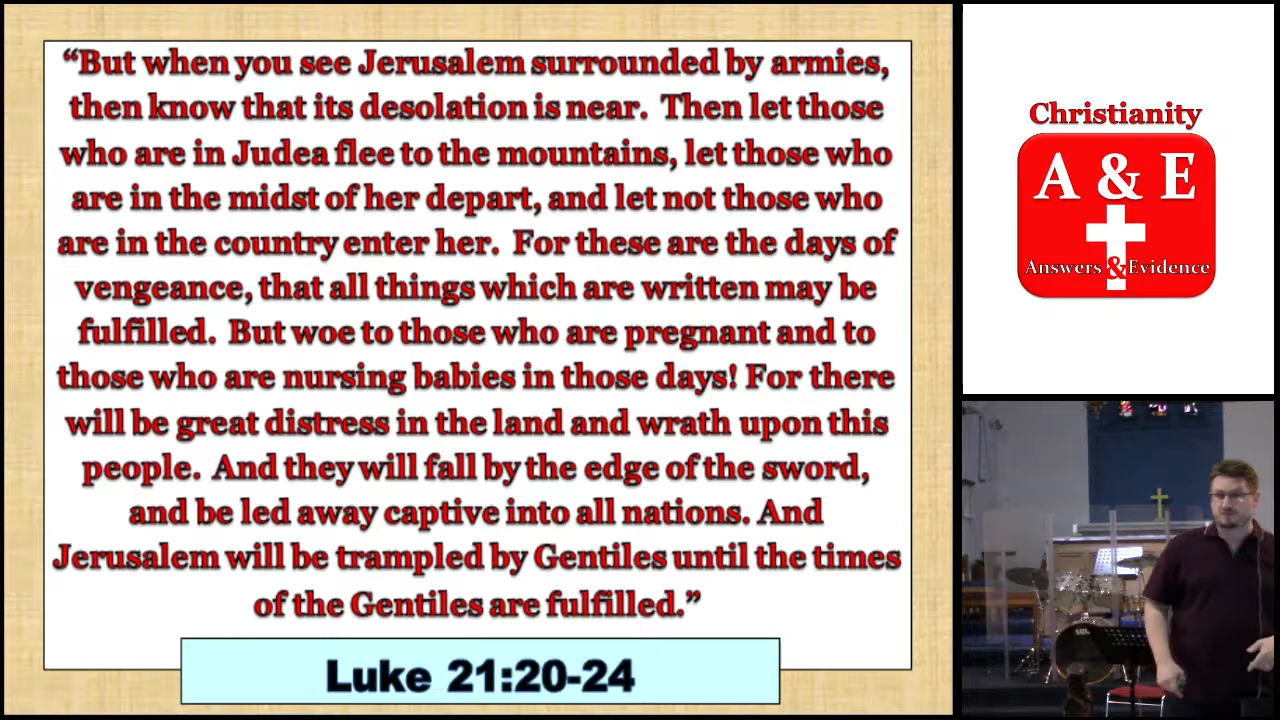 “But when you see Jerusalem surrounded by armies,
then know that its desolation is near.  Then let those
who are in Judea flee to the mountains, let those who
are in the midst of her depart, and let not those who
are in the country enter her.  For these are the days of
vengeance, that all things which are written may be
fulfilled.  But woe to those who are pregnant and to
those who are nursing babies in those days! For there
will be great distress in the land and wrath upon this
people.  And they will fall by the edge of the sword,
and be led away captive into all nations. And
Jerusalem will be trampled by Gentiles until the times
of the Gentiles are fulfilled.”
Luke 21:20-24
Christianity
A & E
Answers & Evidence